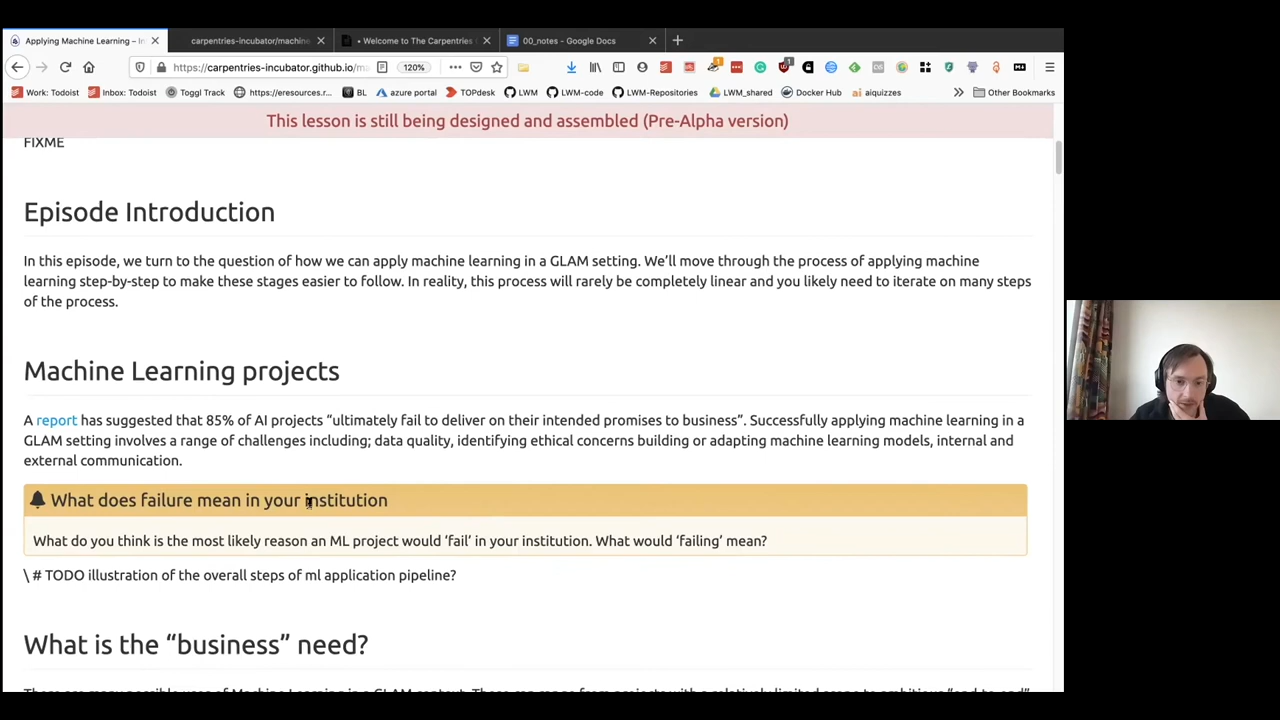 Applying Machine Learning – In
carpentries-incubator/machine
• Welcome to The Carpentries
00_notes - Google Docs
https://carpentries-incubator.github.io/ma
120%
Work: Todoist
Inbox: Todoist
Toggl Track
https://eresources.r...
BL
azure portal
TOPdesk
LWM
LWM-code
LWM-Repositories
LWM_shared
Docker Hub
aiquizzes
Other Bookmarks
This lesson is still being designed and assembled (Pre-Alpha version)
FIXME
Episode Introduction
In this episode, we turn to the question of how we can apply machine learning in a GLAM setting. We’ll move through the process of applying machine
learning step-by-step to make these stages easier to follow. In reality, this process will rarely be completely linear and you likely need to iterate on many steps
of the process.
Machine Learning projects
A report has suggested that 85% of AI projects “ultimately fail to deliver on their intended promises to business”. Successfully applying machine learning in a
GLAM setting involves a range of challenges including; data quality, identifying ethical concerns building or adapting machine learning models, internal and
external communication.
What does failure mean in your institution
What do you think is the most likely reason an ML project would ‘fail’ in your institution. What would ‘failing’ mean?
\ # TODO illustration of the overall steps of ml application pipeline?
What is the “business” need?